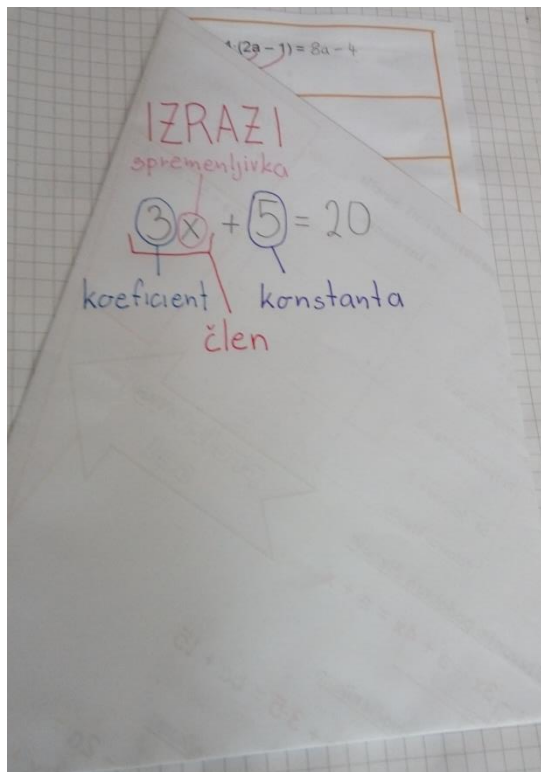 (2a - 1) = 8a - 4
IZRAZI
spremenljivka
3x + 5 = 20
koeficient konstanta
člen